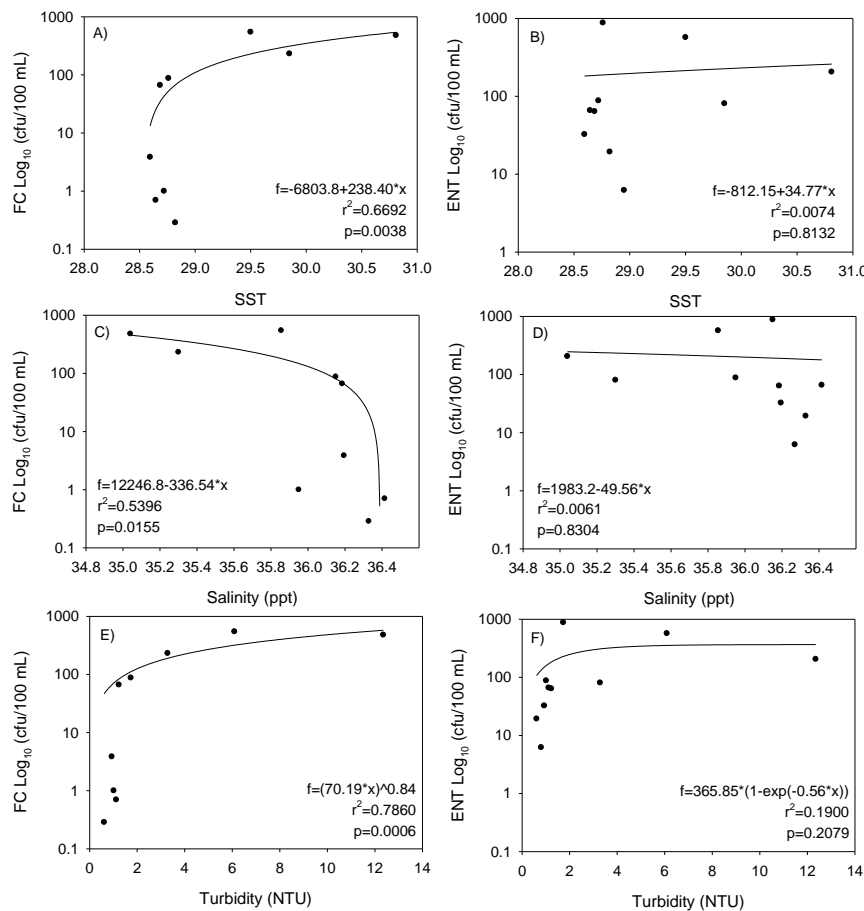 A)
1000
100
10
1
0.1
FC Log10 (cfu/100 mL)
f=-6803.8+238.40*x
r2=0.6692
p=0.0038
28.0 28.5 29.0 29.5 30.0 30.5 31.0
SST
B)
1000
100
10
1
ENT Log10 (cfu/100 mL)
f=-812.15+34.77*x
r2=0.0074
p=0.8132
28.0 28.5 29.0 29.5 30.0 30.5 31.0
SST
C)
1000
100
10
1
0.1
FC Log10 (cfu/100 mL)
f=12246.8-336.54*x
r2=0.5396
p=0.0155
34.8 35.0 35.2 35.4 35.6 35.8 36.0 36.2 36.4
Salinity (ppt)
D)
1000
100
10
1
0.1
ENT Log10 (cfu/100 mL)
f=1983.2-49.56*x
r2=0.0061
p=0.8304
34.8 35.0 35.2 35.4 35.6 35.8 36.0 36.2 36.4
Salinity (ppt)
E)
1000
100
10
1
0.1
FC Log10 (cfu/100 mL)
f=(70.19*x)^0.84
r2=0.7860
p=0.0006
0 2 4 6 8 10 12 14
Turbidity (NTU)
F)
1000
100
10
1
0.1
ENT Log10 (cfu/100 mL)
f=365.85*(1-exp(-0.56*x))
r2=0.1900
p=0.2079
0 2 4 6 8 10 12 14
Turbidity (NTU)